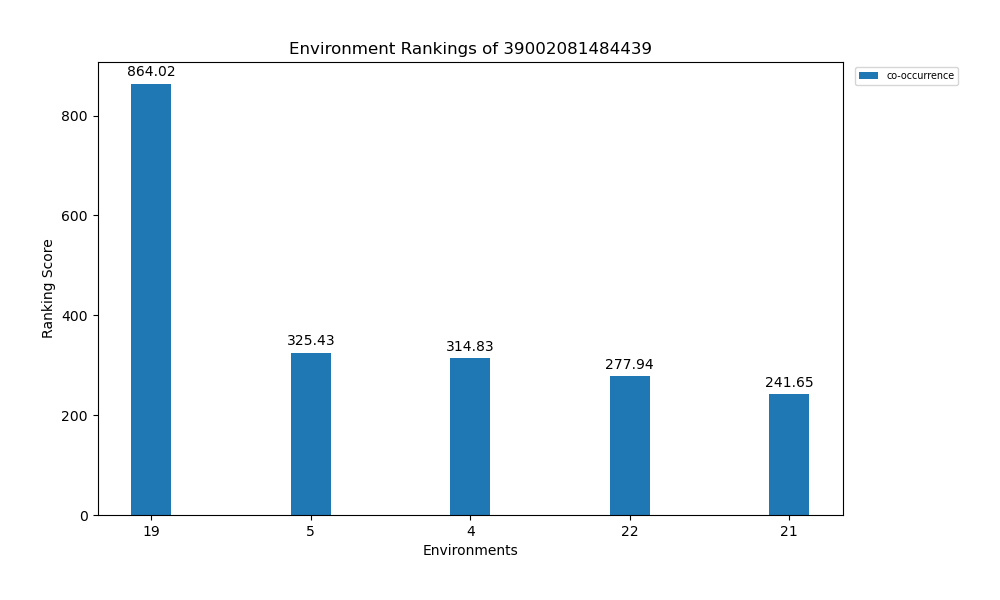 Environment Rankings of 39002081484439
co-occurrence
864.02
325.43
314.83
277.94
241.65
800
600
400
200
0
Ranking Score
19 5 4 22 21
Environments